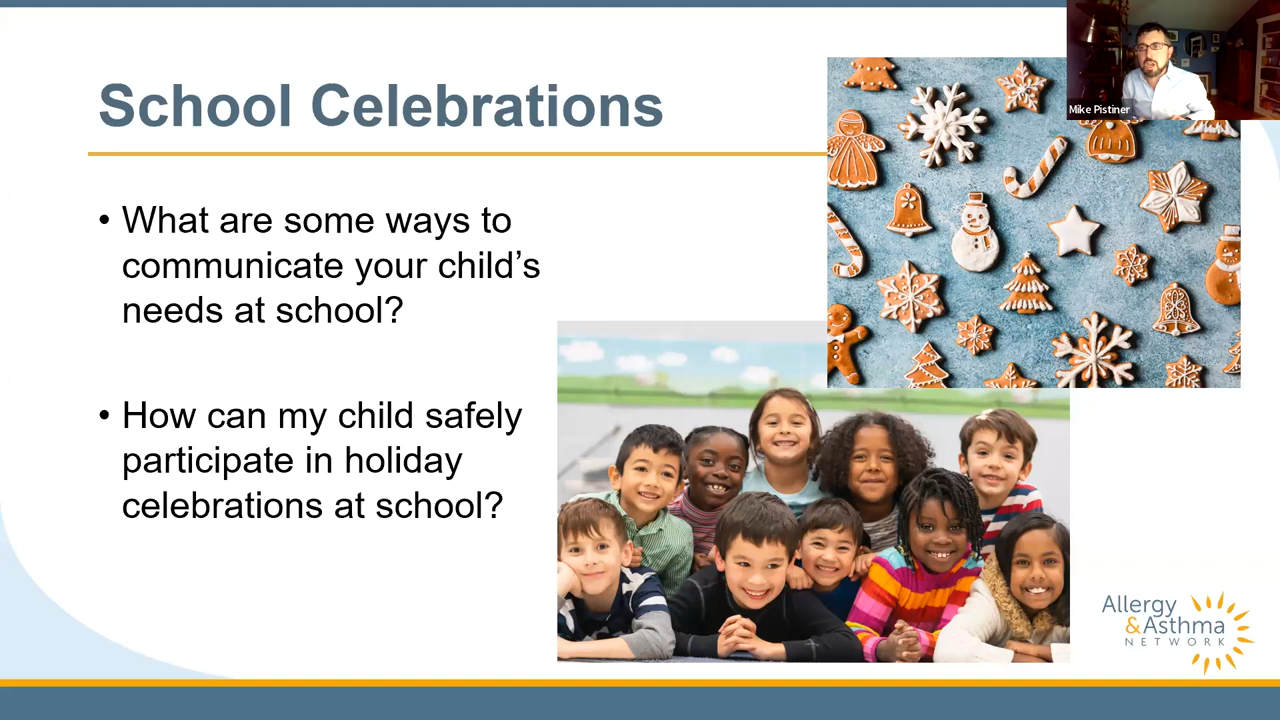 School Celebrations
• What are some ways to
communicate your child’s
needs at school?
• How can my child safely
participate in holiday
celebrations at school?
Mike Pistiner
Allergy
&Asthma
NETWORK